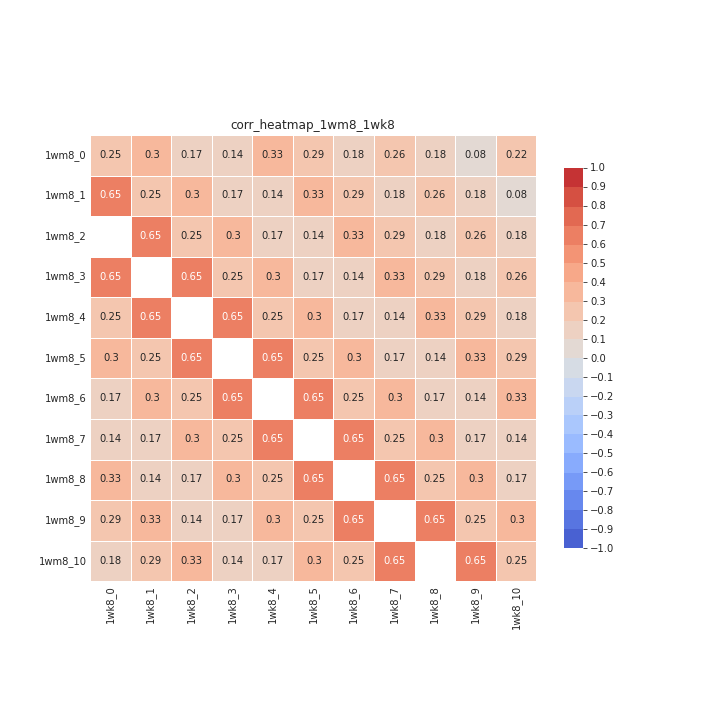 corr_heatmap_1wm8_1wk8
1wm8_0 0.25 0.3 0.17 0.14 0.33 0.29 0.18 0.26 0.18 0.08 0.22
1wm8_1 0.65 0.25 0.3 0.17 0.14 0.33 0.29 0.18 0.26 0.18 0.08
1wm8_2 0.65 0.25 0.3 0.17 0.14 0.33 0.29 0.18 0.26 0.18
1wm8_3 0.65 0.65 0.25 0.3 0.17 0.14 0.33 0.29 0.18 0.26
1wm8_4 0.25 0.65 0.65 0.25 0.3 0.17 0.14 0.33 0.29 0.18
1wm8_5 0.3 0.25 0.65 0.65 0.25 0.3 0.17 0.14 0.33 0.29
1wm8_6 0.17 0.3 0.25 0.65 0.65 0.25 0.3 0.17 0.14 0.33
1wm8_7 0.14 0.17 0.3 0.25 0.65 0.65 0.25 0.3 0.17 0.14
1wm8_8 0.33 0.14 0.17 0.3 0.25 0.65 0.65 0.25 0.3 0.17
1wm8_9 0.29 0.33 0.14 0.17 0.3 0.25 0.65 0.65 0.25 0.3
1wm8_10 0.18 0.29 0.33 0.14 0.17 0.3 0.25 0.65 0.65 0.25
1wk8_0 1wk8_1 1wk8_2 1wk8_3 1wk8_4 1wk8_5 1wk8_6 1wk8_7 1wk8_8 1wk8_9 1wk8_10
1.0
0.9
0.8
0.7
0.6
0.5
0.4
0.3
0.2
0.1
0.0
−0.1
−0.2
−0.3
−0.4
−0.5
−0.6
−0.7
−0.8
−0.9
−1.0